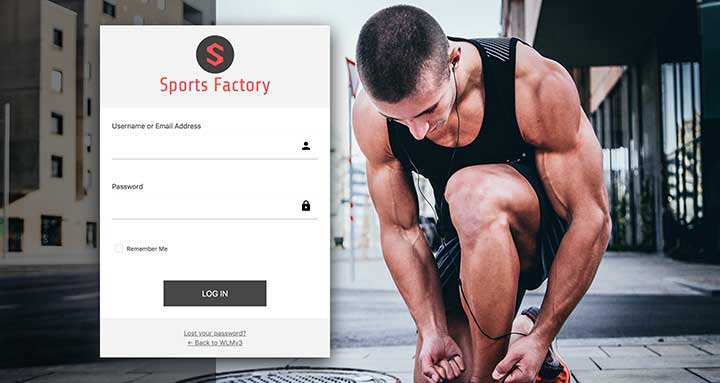 S
Sports Factory
Username or Email Address
Password
Remember Me
LOG IN
Lost your password?
← Back to WLMv3